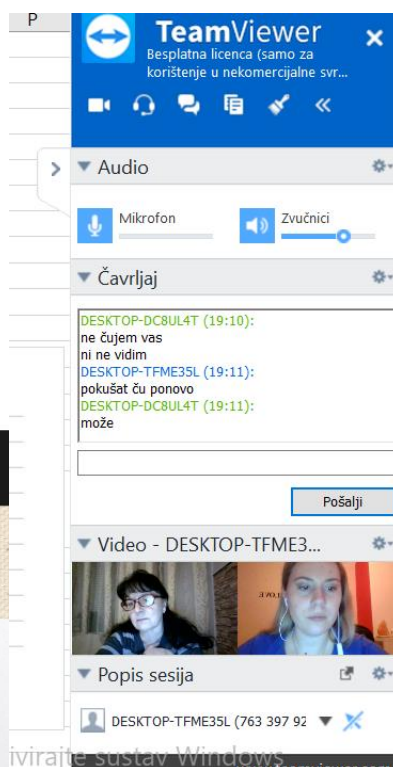 P
TeamViewer
Besplatna licenca (samo za
korištenje u nekomercijalne svr...
Audio
Mikrofon
Zvučnici
Čavrljaj
DESKTOP-DC8UL4T (19:10):
ne čujem vas
ni ne vidim
DESKTOP-TFME35L (19:11):
pokušat ču ponovo
DESKTOP-DC8UL4T (19:11):
može
Pošalji
Video - DESKTOP-TFME3...
Popis sesija
DESKTOP-TFME35L (763 397 92
ivirajte sustav Windows